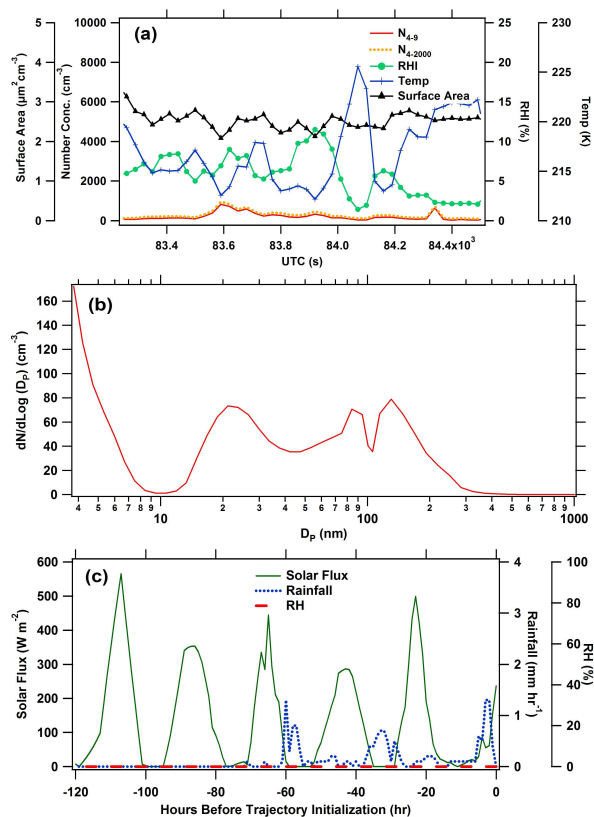 (a)
N4-9
N4-2000
RHI
Temp
Surface Area
Surface Area (µm² cm⁻³)
5
4
3
2
1
0
Number Conc. (cm⁻³)
10000
8000
6000
4000
2000
0
RHI (%)
25
20
15
10
5
0
Temp (K)
230
225
220
215
210
83.4 83.6 83.8 84.0 84.2 84.4x10³
UTC (s)
(b)
dN/dLog (DP) (cm⁻³)
160
140
120
100
80
60
40
20
0
4 5 6 7 8 9 10 2 3 4 5 6 7 8 9 100 2 3 4 5 6 7 8 9 1000
DP (nm)
(c)
Solar Flux
Rainfall
RH
Solar Flux (W m⁻²)
600
500
400
300
200
100
0
Rainfall (mm hr⁻¹)
4
3
2
1
0
RH (%)
100
80
60
40
20
0
-120 -100 -80 -60 -40 -20 0
Hours Before Trajectory Initialization (hr)